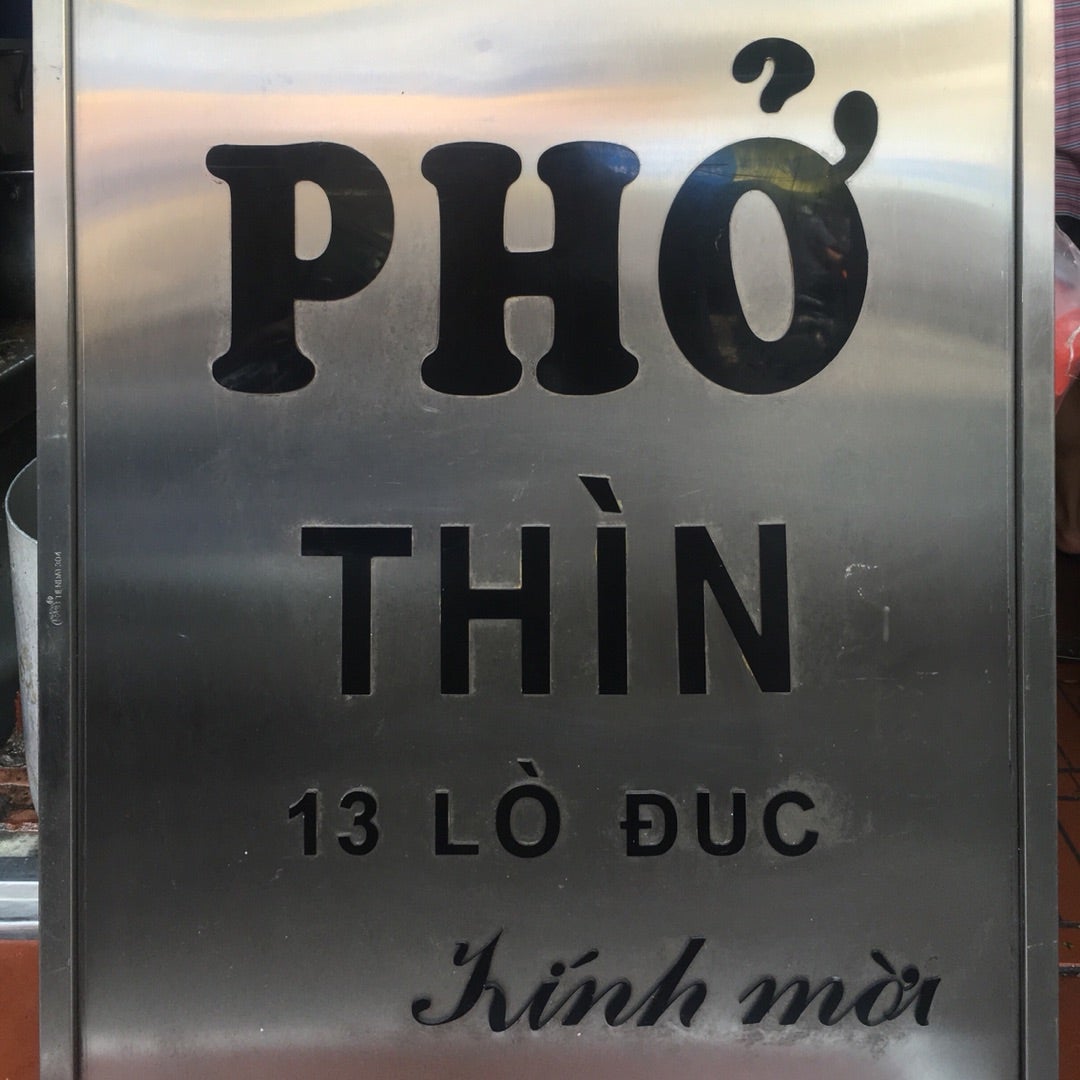 PHỞ
THÌN
13 LÒ ĐUC
Kính mời